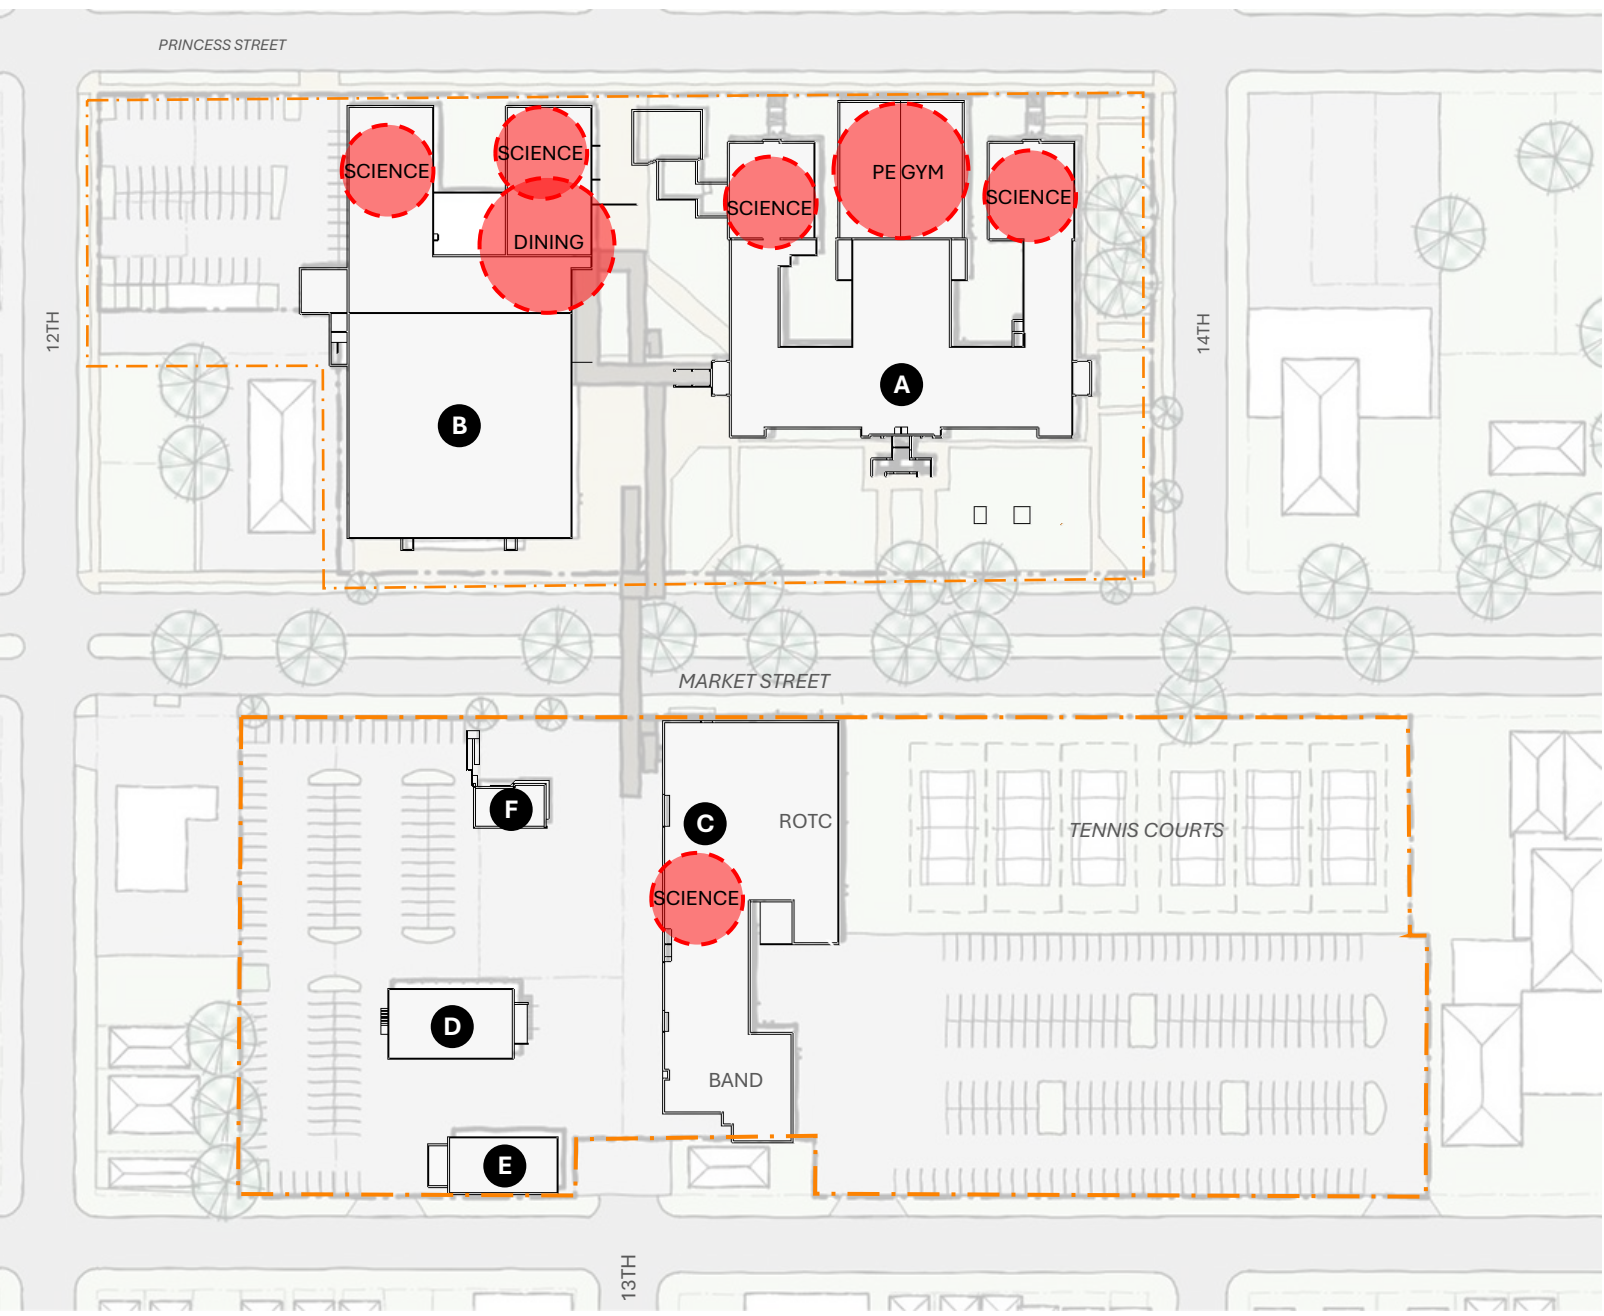 PRINCESS STREET
SCIENCE
SCIENCE
DINING
SCIENCE
PE GYM
SCIENCE
12TH
14TH
A
B
MARKET STREET
F
C
ROTC
TENNIS COURTS
SCIENCE
D
BAND
E
13TH